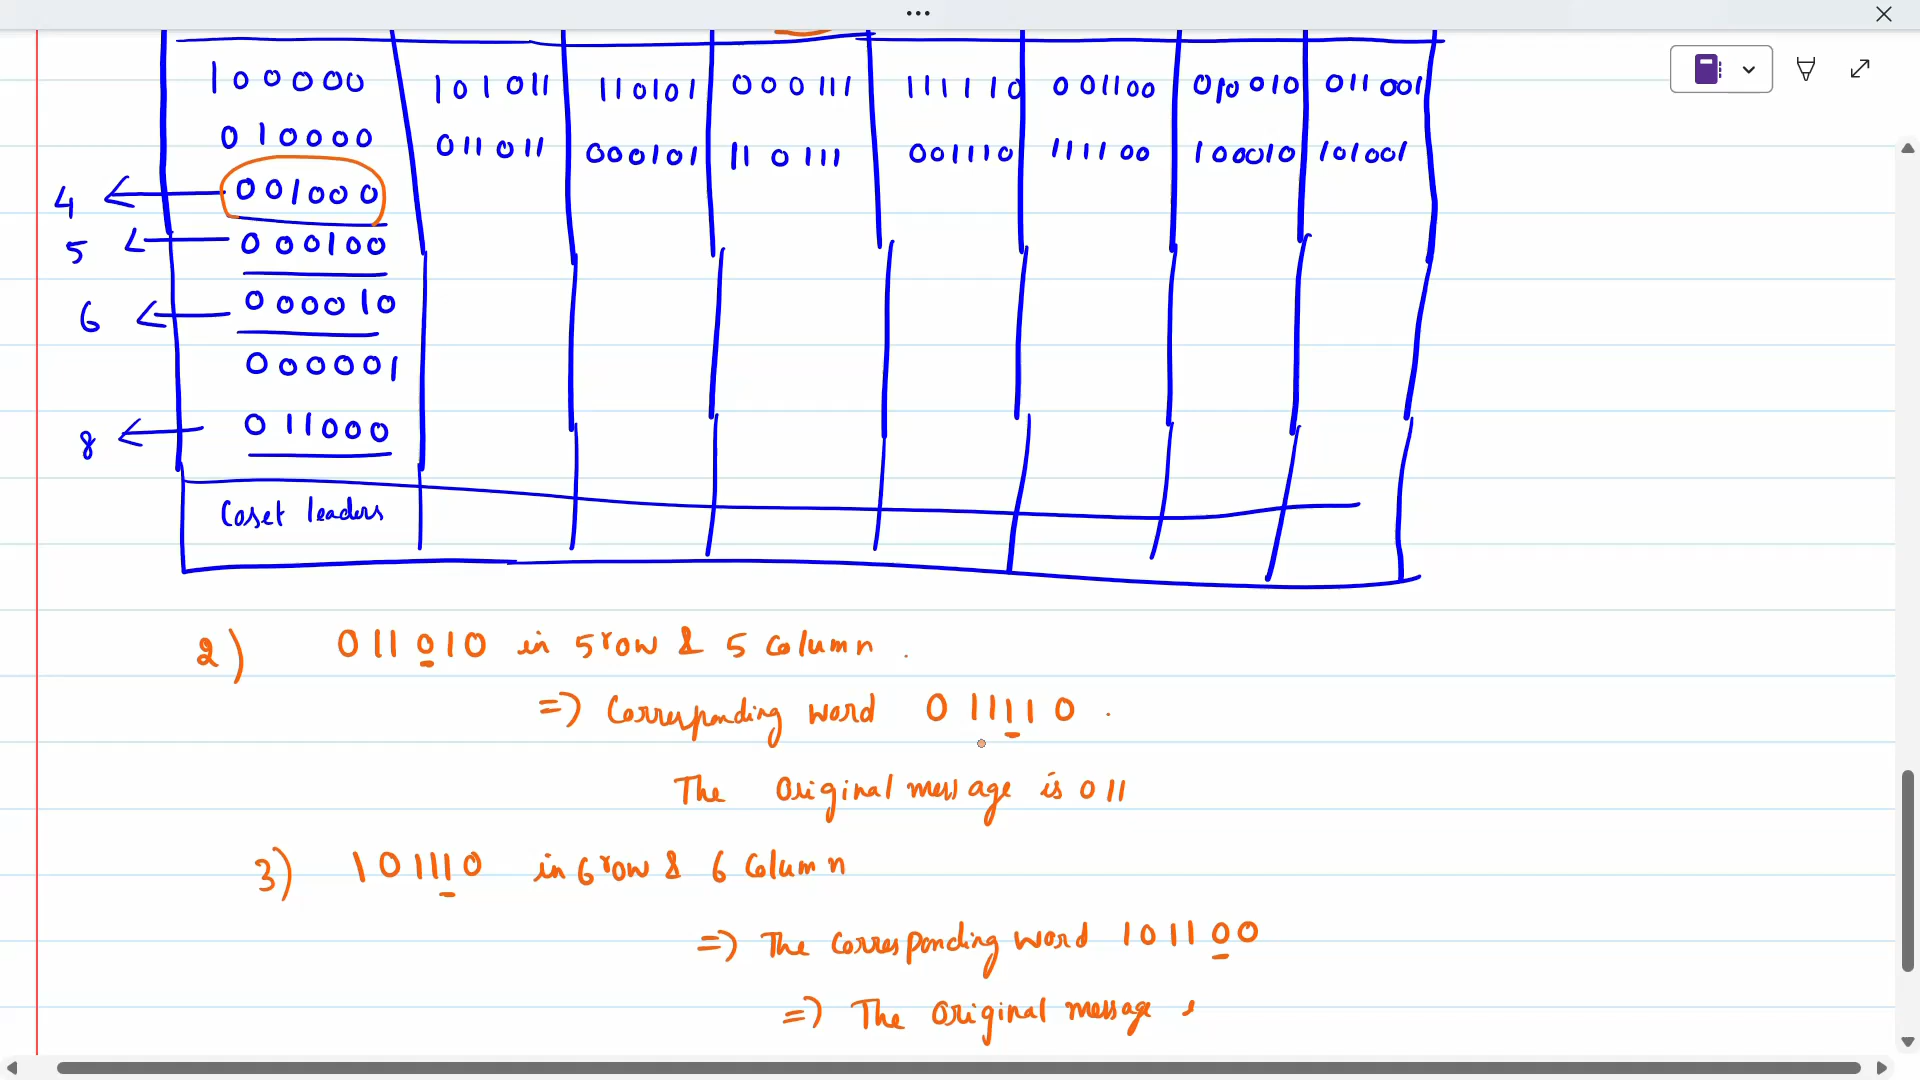 100000 101011 110101 000111 111110 001100 010010 011001
010000 011011 000101 110111 001110 111100 100010 101001
4 ← 001000
5 ← 000100
6 ← 000010
000001
8 ← 011000
Coset leaders
2) 011010 in 5 row & 5 column.
=) Corresponding word 011110.
The Original message is 011
3) 101110 in 6 row & 6 Column
=) The Corresponding word 101100
=) The Original message